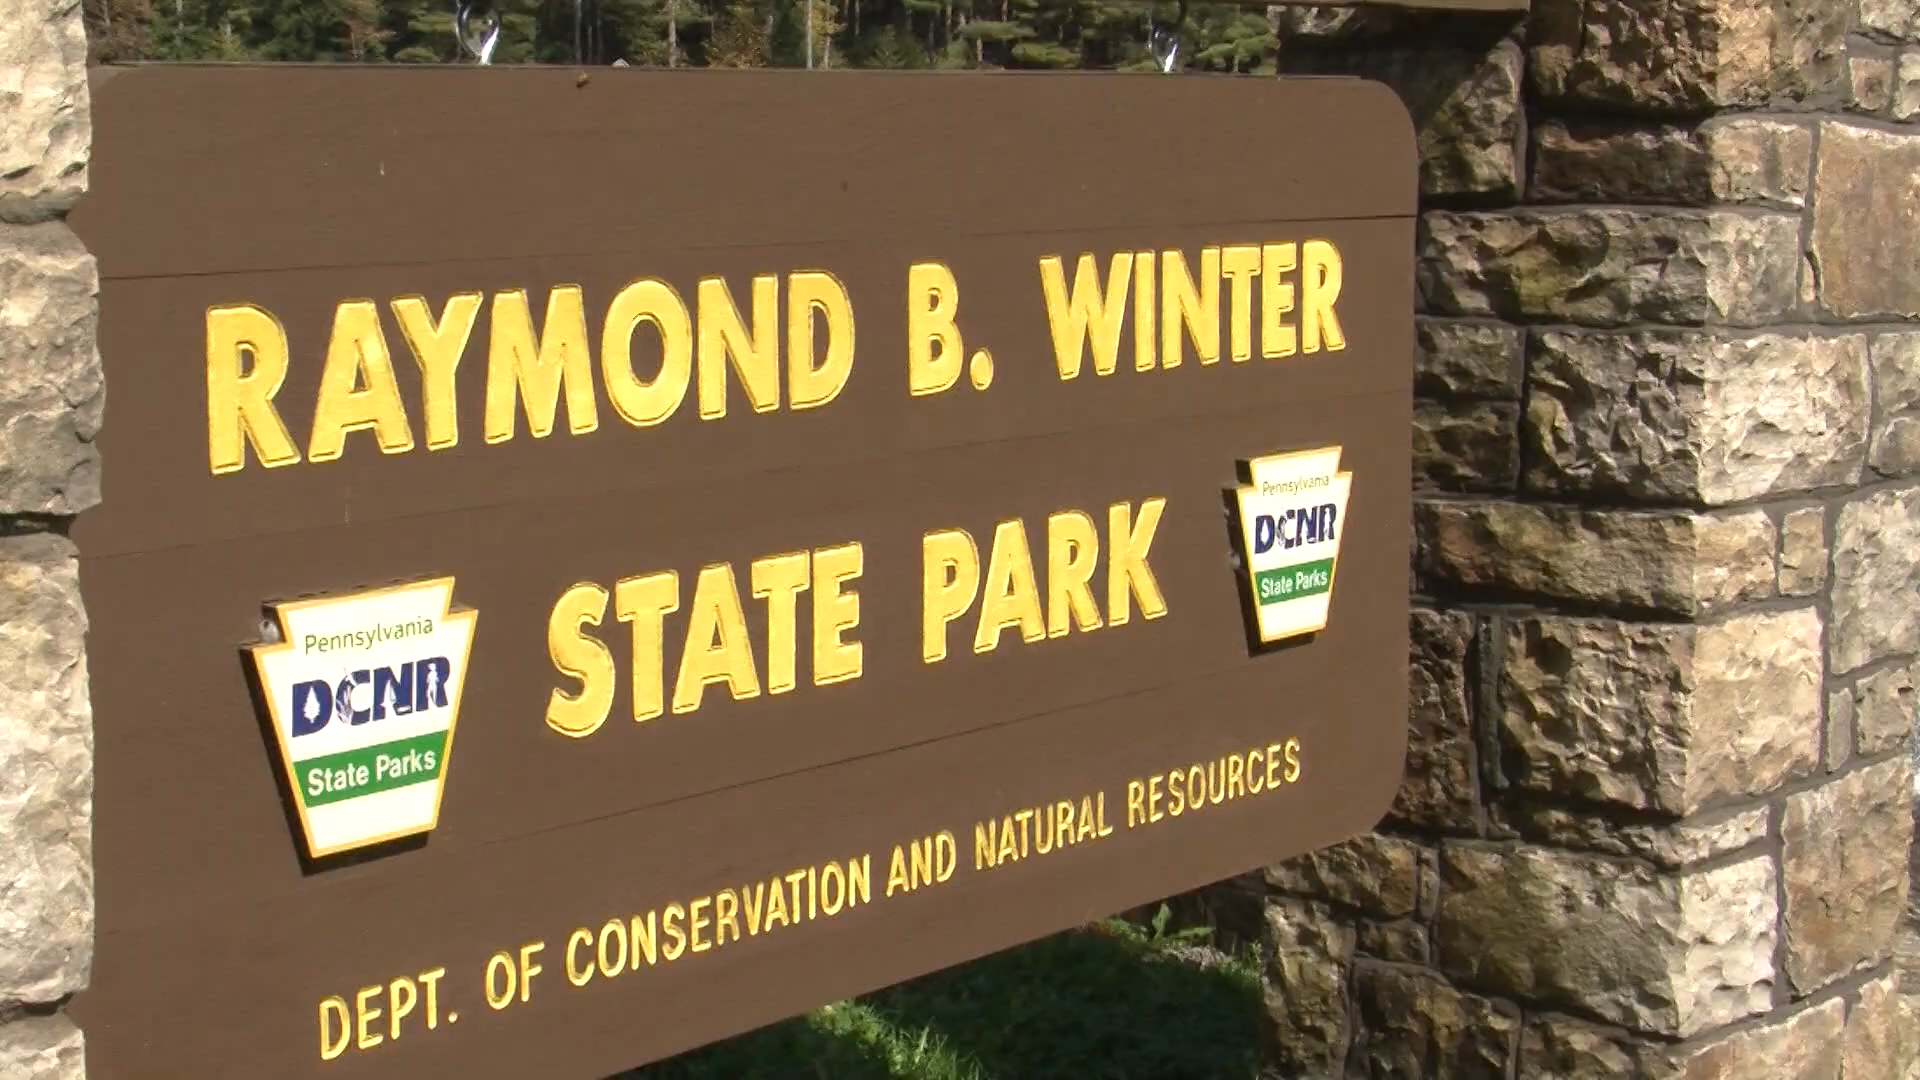 RAYMOND B. WINTER
STATE PARK
Pennsylvania
DCNR
State Parks
Pennsylvania
DCNR
State Parks
DEPT. OF CONSERVATION AND NATURAL RESOURCES